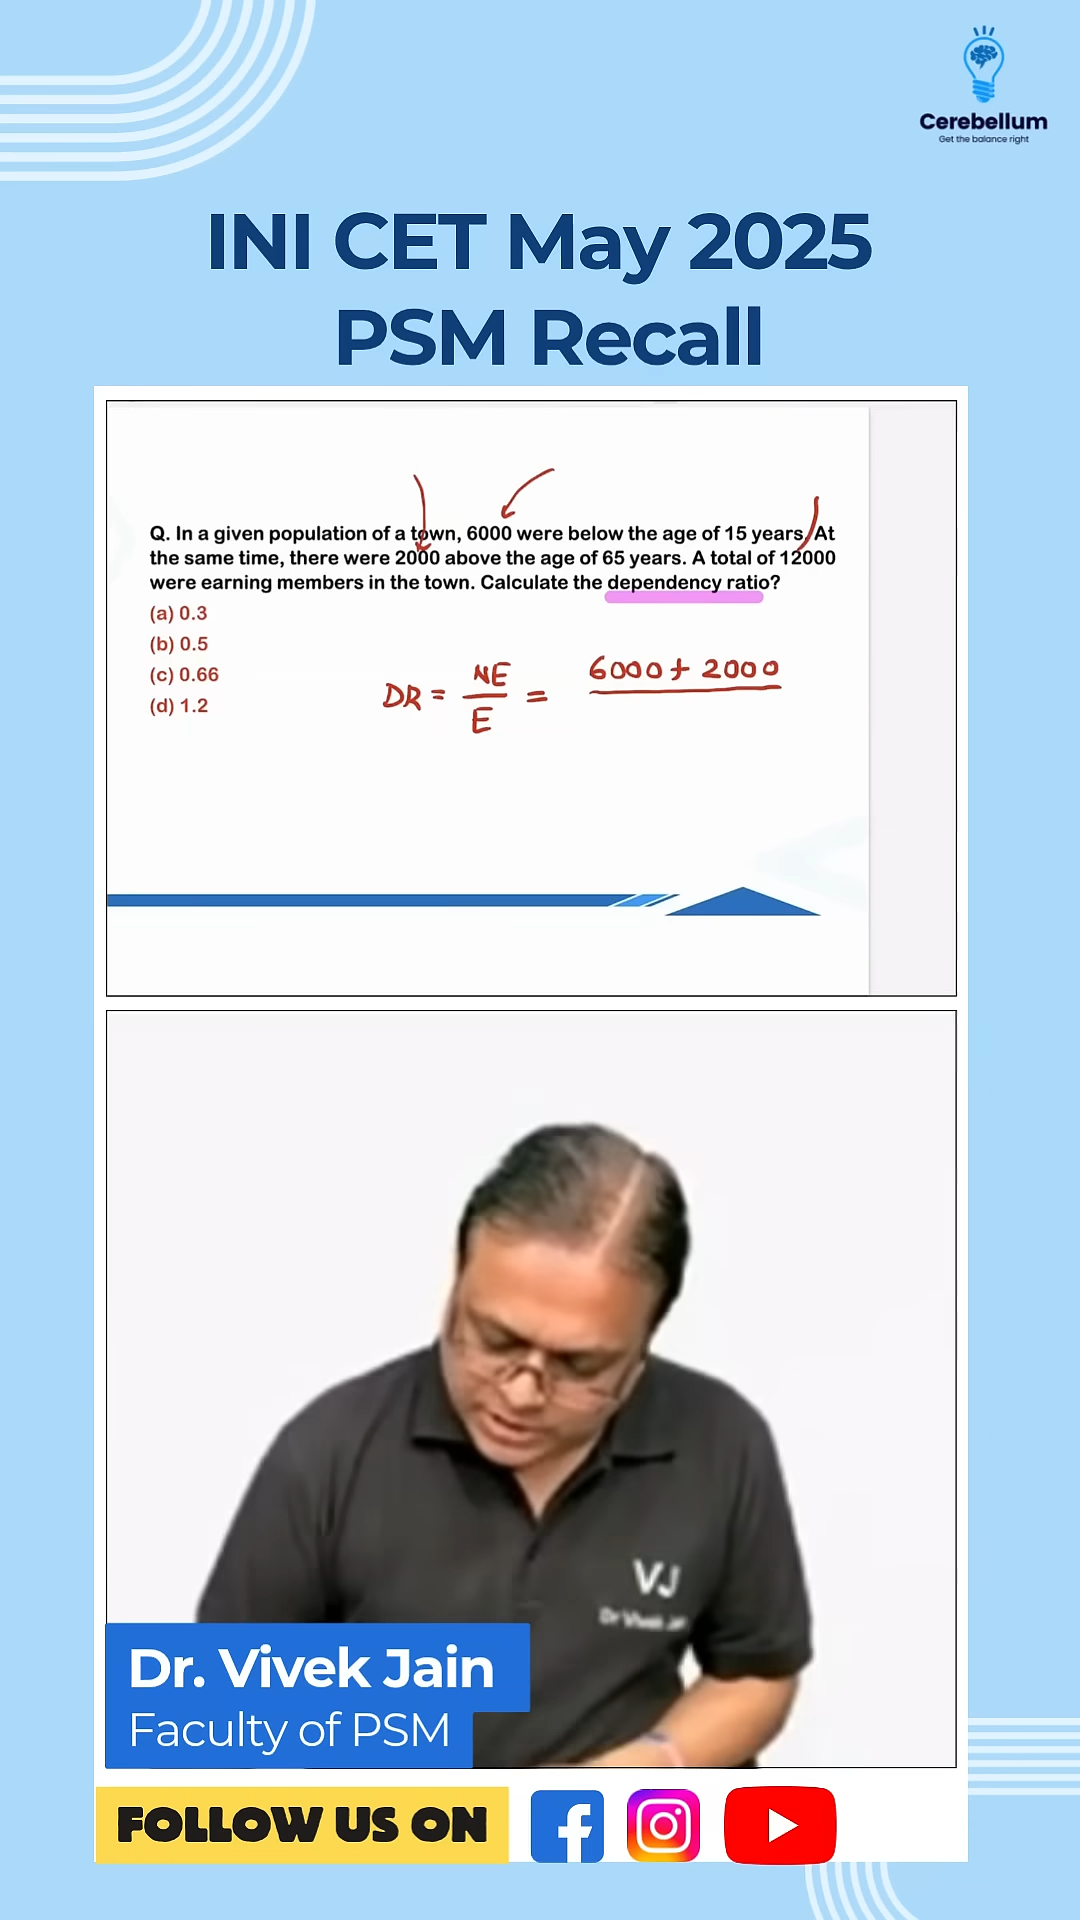 Cerebellum
Get the balance right
INI CET May 2025
PSM Recall
Q. In a given population of a town, 6000 were below the age of 15 years. At
the same time, there were 2000 above the age of 65 years. A total of 12000
were earning members in the town. Calculate the dependency ratio?
(a) 0.3
(b) 0.5
(c) 0.66
(d) 1.2
DR = NE / E = 6000 + 2000
VJ
Dr Vivek Jain
Dr. Vivek Jain
Faculty of PSM
FOLLOW US ON